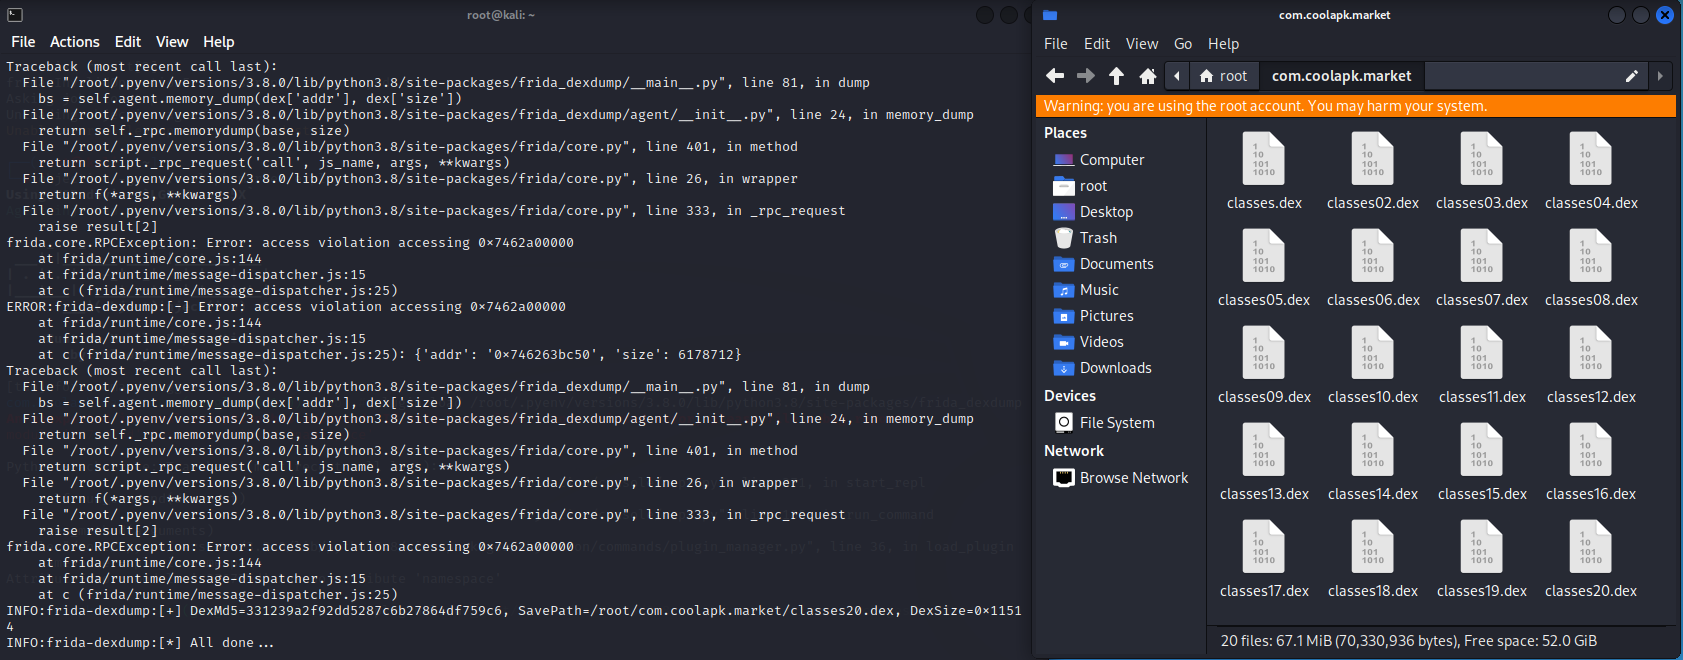 root@kali: ~
File Actions Edit View Help
Traceback (most recent call last):
File "/root/.pyenv/versions/3.8.0/lib/python3.8/site-packages/frida_dexdump/__main__.py", line 81, in dump
bs = self.agent.memory_dump(dex['addr'], dex['size'])
File "/root/.pyenv/versions/3.8.0/lib/python3.8/site-packages/frida_dexdump/agent/__init__.py", line 24, in memory_dump
return self._rpc.memorydump(base, size)
File "/root/.pyenv/versions/3.8.0/lib/python3.8/site-packages/frida/core.py", line 401, in method
return script._rpc_request('call', js_name, args, **kwargs)
File "/root/.pyenv/versions/3.8.0/lib/python3.8/site-packages/frida/core.py", line 26, in wrapper
return f(*args, **kwargs)
File "/root/.pyenv/versions/3.8.0/lib/python3.8/site-packages/frida/core.py", line 333, in _rpc_request
raise result[2]
frida.core.RPCException: Error: access violation accessing 0x7462a00000
at frida/runtime/core.js:144
at frida/runtime/message-dispatcher.js:15
at c (frida/runtime/message-dispatcher.js:25)
ERROR:frida-dexdump:[-] Error: access violation accessing 0x7462a00000
at frida/runtime/core.js:144
at frida/runtime/message-dispatcher.js:15
at c (frida/runtime/message-dispatcher.js:25): {'addr': '0x746263bc50', 'size': 6178712}
Traceback (most recent call last):
File "/root/.pyenv/versions/3.8.0/lib/python3.8/site-packages/frida_dexdump/__main__.py", line 81, in dump
bs = self.agent.memory_dump(dex['addr'], dex['size'])
File "/root/.pyenv/versions/3.8.0/lib/python3.8/site-packages/frida_dexdump/agent/__init__.py", line 24, in memory_dump
return self._rpc.memorydump(base, size)
File "/root/.pyenv/versions/3.8.0/lib/python3.8/site-packages/frida/core.py", line 401, in method
return script._rpc_request('call', js_name, args, **kwargs)
File "/root/.pyenv/versions/3.8.0/lib/python3.8/site-packages/frida/core.py", line 26, in wrapper
return f(*args, **kwargs)
File "/root/.pyenv/versions/3.8.0/lib/python3.8/site-packages/frida/core.py", line 333, in _rpc_request
raise result[2]
frida.core.RPCException: Error: access violation accessing 0x7462a00000
at frida/runtime/core.js:144
at frida/runtime/message-dispatcher.js:15
at c (frida/runtime/message-dispatcher.js:25)
INFO:frida-dexdump:[+] DexMd5=331239a2f92dd5287c6b27864df759c6, SavePath=/root/com.coolapk.market/classes20.dex, DexSize=0x1151
4
INFO:frida-dexdump:[*] All done...
com.coolapk.market
File Edit View Go Help
root com.coolapk.market
Warning: you are using the root account. You may harm your system.
Places
Computer
root
Desktop
Trash
Documents
Music
Pictures
Videos
Downloads
Devices
File System
Network
Browse Network
classes.dex classes02.dex classes03.dex classes04.dex
classes05.dex classes06.dex classes07.dex classes08.dex
classes09.dex classes10.dex classes11.dex classes12.dex
classes13.dex classes14.dex classes15.dex classes16.dex
classes17.dex classes18.dex classes19.dex classes20.dex
20 files: 67.1 MiB (70,330,936 bytes), Free space: 52.0 GiB